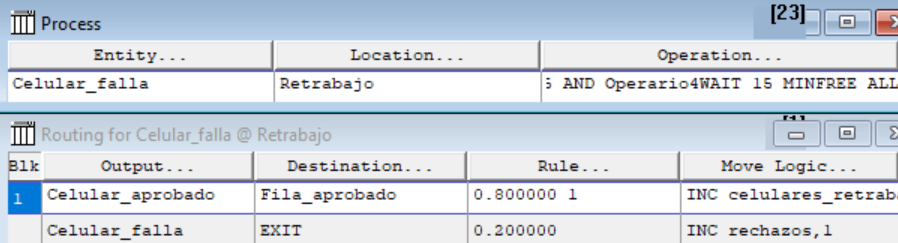 Process [23]
Entity... Location... Operation...
Celular_falla Retrabajo AND Operario4WAIT 15 MINFREE ALL
[1]
Routing for Celular_falla @ Retrabajo
Blk Output... Destination... Rule... Move Logic...
1 Celular_aprobado Fila_aprobado 0.800000 1 INC celulares_retrab
Celular_falla EXIT 0.200000 INC rechazos,1